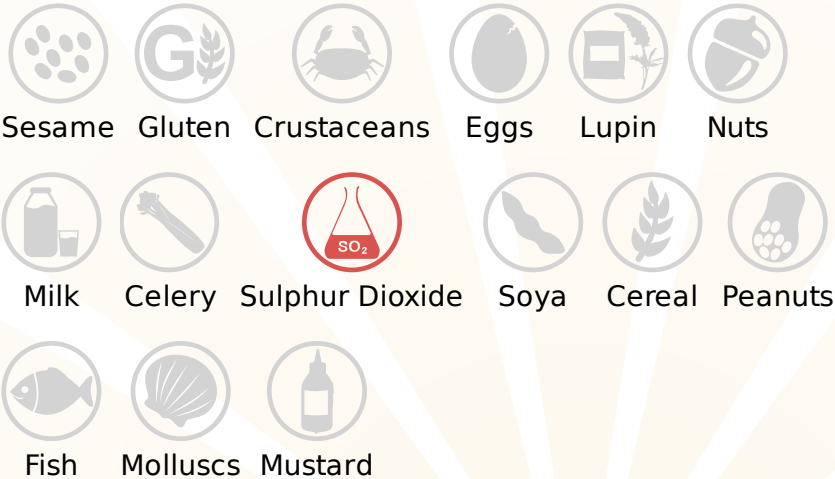 G
Sesame Gluten Crustaceans Eggs Lupin Nuts
SO₂
Milk Celery Sulphur Dioxide Soya Cereal Peanuts
Fish Molluscs Mustard